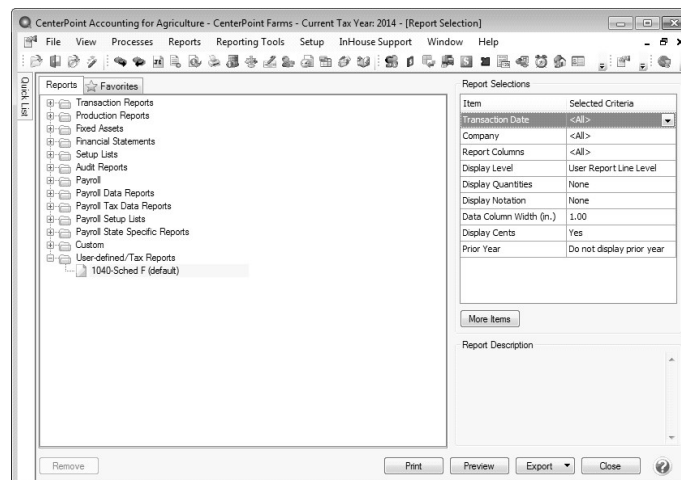 CenterPoint Accounting for Agriculture - CenterPoint Farms - Current Tax Year: 2014 - [Report Selection]
File View Processes Reports Reporting Tools Setup InHouse Support Window Help
Quick List
Reports Favorites
Transaction Reports
Production Reports
Fixed Assets
Financial Statements
Setup Lists
Audit Reports
Payroll
Payroll Data Reports
Payroll Tax Data Reports
Payroll Setup Lists
Payroll State Specific Reports
Custom
User-defined/Tax Reports
1040-Sched F (default)
Report Selections
Item Selected Criteria
Transaction Date <All>
Company <All>
Report Columns <All>
Display Level User Report Line Level
Display Quantities None
Display Notation None
Data Column Width (in.) 1.00
Display Cents Yes
Prior Year Do not display prior year
More Items
Report Description
Remove Print Preview Export Close